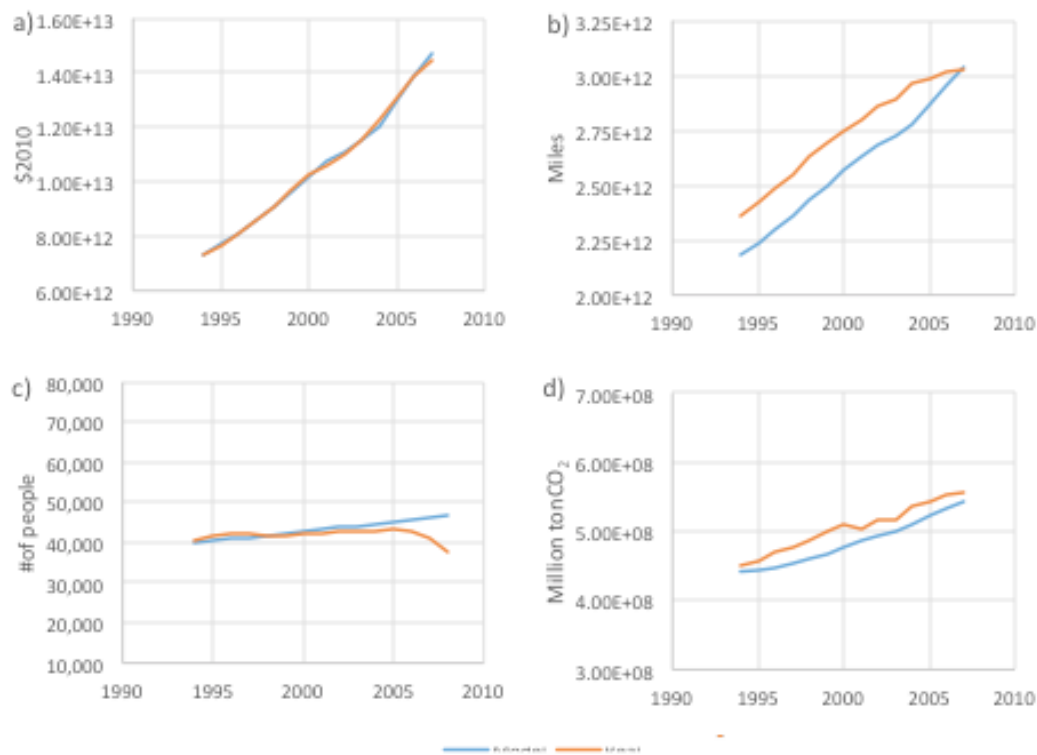 a)
1.60E+13
1.40E+13
1.20E+13
1.00E+13
8.00E+12
6.00E+12
$2010
1990 1995 2000 2005 2010
b)
3.25E+12
3.00E+12
2.75E+12
2.50E+12
2.25E+12
2.00E+12
Miles
1990 1995 2000 2005 2010
c)
80,000
70,000
60,000
50,000
40,000
30,000
20,000
10,000
#of people
1990 1995 2000 2005 2010
d)
7.00E+08
6.00E+08
5.00E+08
4.00E+08
3.00E+08
Million tonCO₂
1990 1995 2000 2005 2010